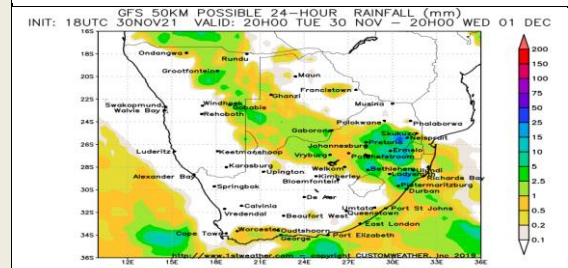 GFS 50KM POSSIBLE 24-HOUR RAINFALL (mm)
INIT: 18UTC 30NOV21 VALID: 20H00 TUE 30 NOV - 20H00 WED 01 DEC
16S
18S
20S
22S
24S
26S
28S
30S
32S
34S
36S
Ondangwa
Rundu
Grootfontein
Maun
Ghanzi
Francistown
Swakopmund
Walvis Bay
Windhoek
Gobabis
Rehoboth
Musina
Polokwane
Phalaborwa
Gaborone
Skukuza
Nelspruit
Pretoria
Johannesburg
Ermelo
Luderitz
Keetmanshoop
Vryburg
Potchefstroom
Karasburg
Upington
Welkom
Bethlehem
Ladysmith
Ulundi
Richards Bay
Alexander Bay
Kimberley
Bloemfontein
Pietermaritzburg
Durban
Springbok
De Aar
Calvinia
Umtata
Port St Johns
Vredendal
Beaufort West
Queenstown
East London
Worcester
Oudtshoorn
Cape Town
George
Port Elizabeth
http://www.1stweather.com - copyright CUSTOMWEATHER, Inc 2019
12E
15E
18E
21E
24E
27E
30E
33E
36E
200
150
100
75
50
25
15
10
5
2.5
1
0.5
0.2
0.1